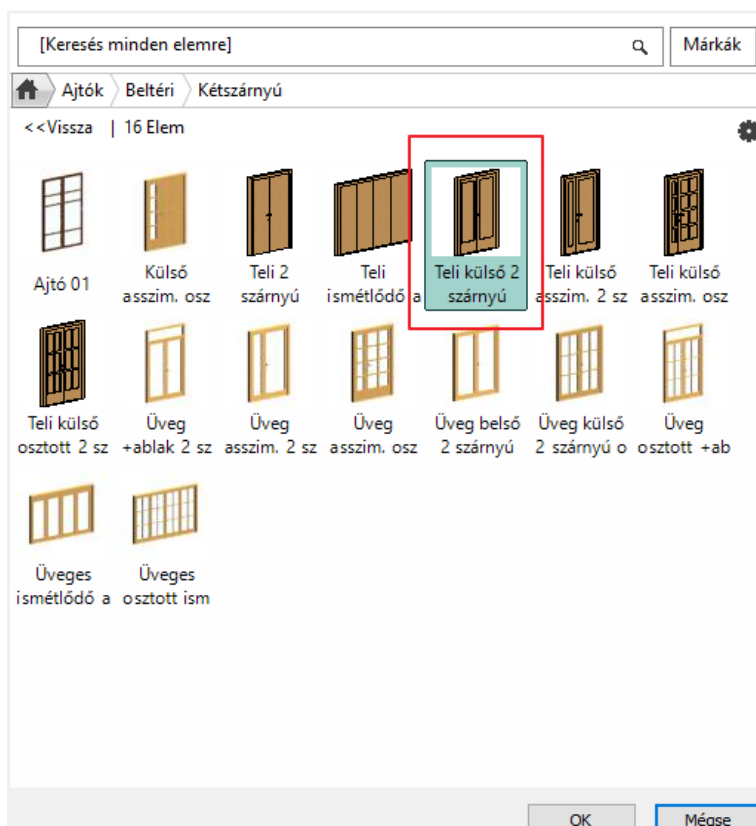 [Keresés minden elemre]
Márkák
Ajtók Beltéri Kétszárnyú
<<Vissza | 16 Elem
Ajtó 01
Külső
asszim. osz
Teli 2
szárnyú
Teli
ismétlődő a
Teli külső 2
szárnyú
Teli külső
asszim. 2 sz
Teli külső
asszim. osz
Teli külső
osztott 2 sz
Üveg
+ablak 2 sz
Üveg
asszim. 2 sz
Üveg
asszim. osz
Üveg belső
2 szárnyú
Üveg külső
2 szárnyú o
Üveg
osztott +ab
Üveges
ismétlődő a
Üveges
osztott ism
OK
Mégse